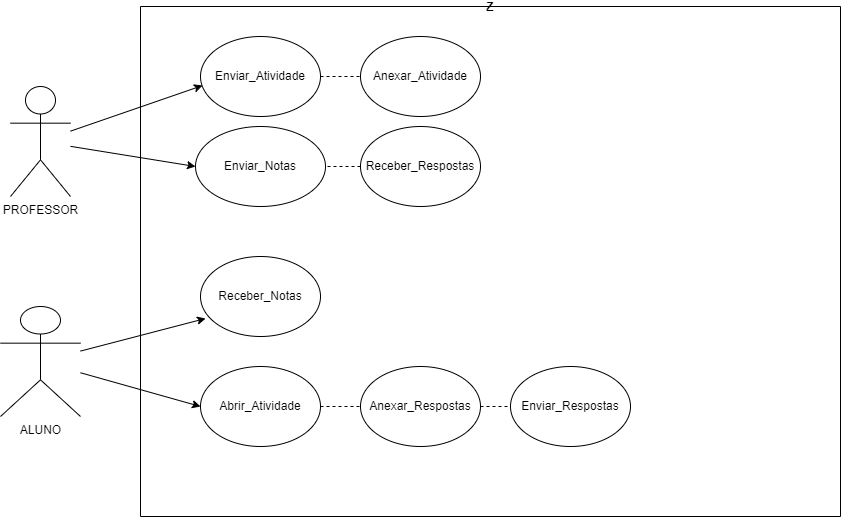 Z
Enviar_Atividade
Anexar_Atividade
Enviar_Notas
Receber_Respostas
PROFESSOR
Receber_Notas
Abrir_Atividade
Anexar_Respostas
Enviar_Respostas
ALUNO